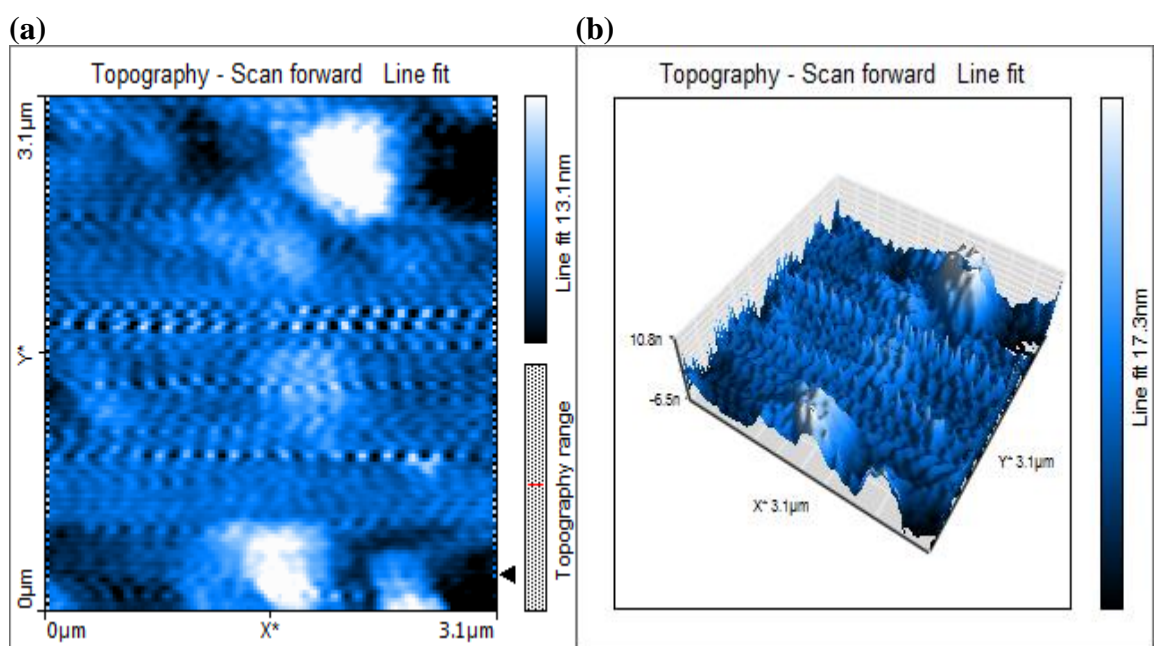 (a)
Topography - Scan forward Line fit
3.1µm
Y*
0µm
0µm X* 3.1µm
Line fit 13.1nm
Topography range
(b)
Topography - Scan forward Line fit
10.8n
-6.5n
X* 3.1µm
Y* 3.1µm
Line fit 17.3nm